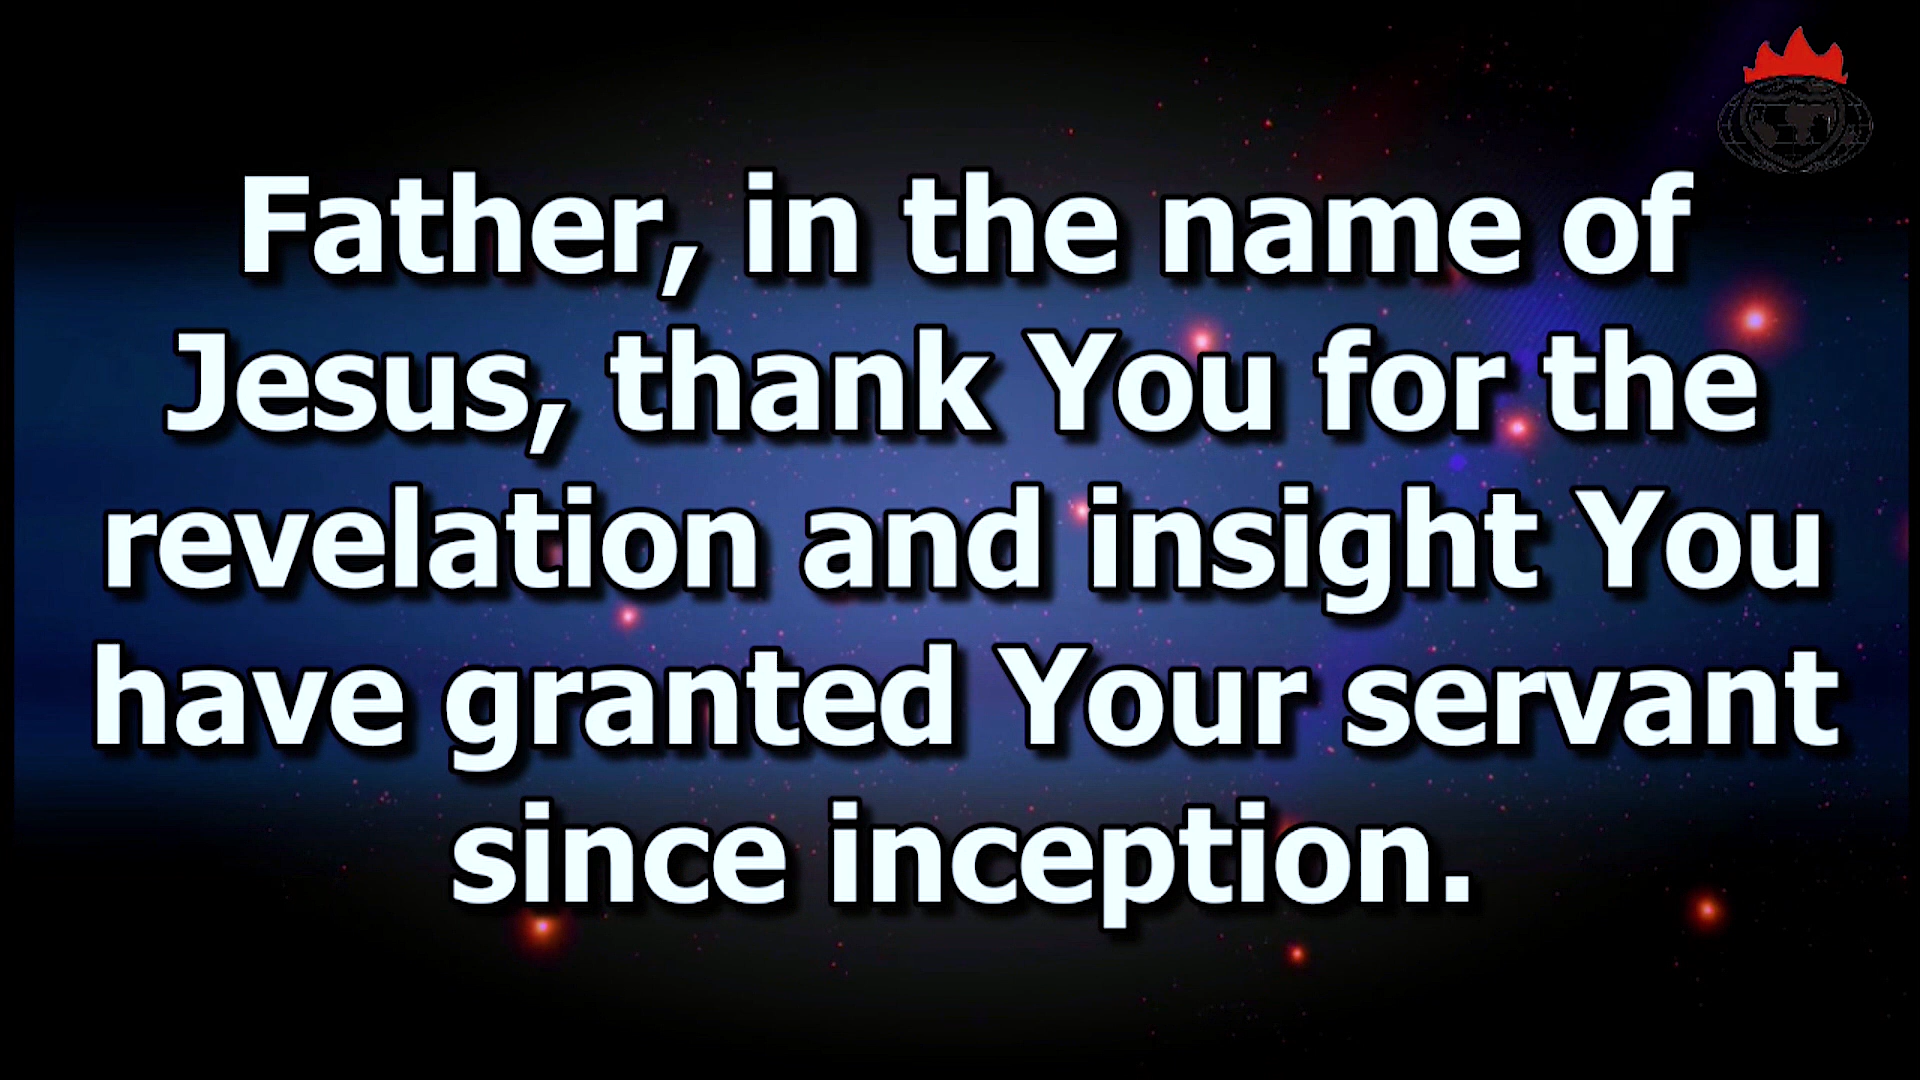 Father, in the name of
Jesus, thank You for the
revelation and insight You
have granted Your servant
since inception.